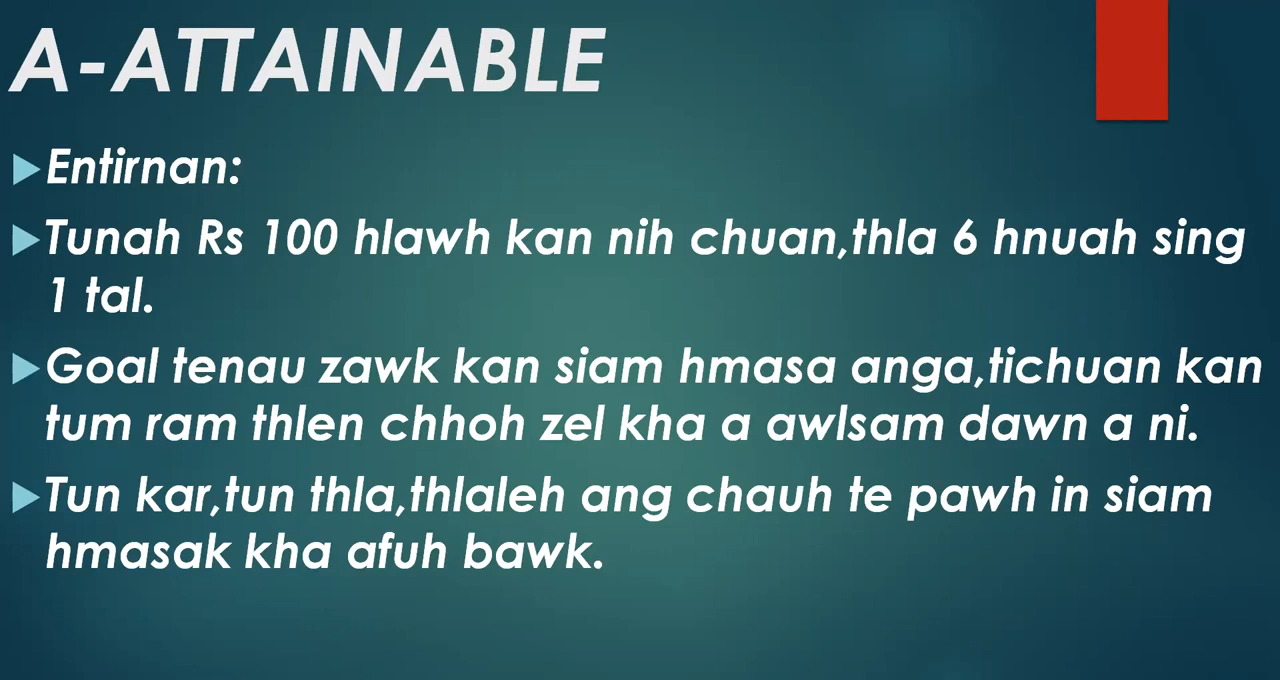 A-ATTAINABLE
Entirnan:
Tunah Rs 100 hlawh kan nih chuan,thla 6 hnuah sing
1 tal.
Goal tenau zawk kan siam hmasa anga,tichuan kan
tum ram thlen chhoh zel kha a awlsam dawn a ni.
Tun kar,tun thla,thlaleh ang chauh te pawh in siam
hmasak kha afuh bawk.